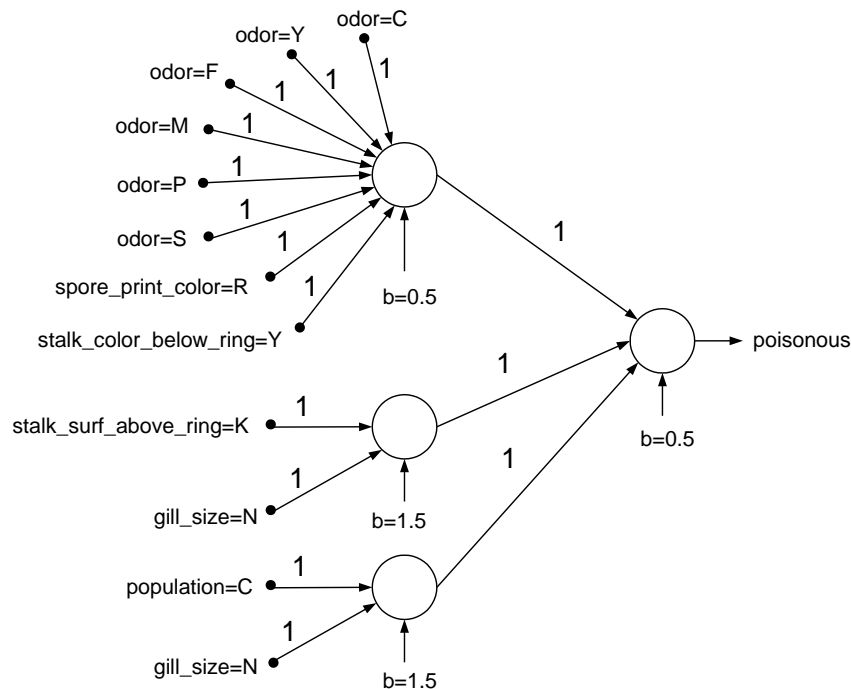 odor=C
odor=Y
odor=F
1
1
1
odor=M
1
1
odor=P
1
odor=S
1
1
spore_print_color=R
1
b=0.5
stalk_color_below_ring=Y
poisonous
1
1
stalk_surf_above_ring=K
b=0.5
1
1
gill_size=N
b=1.5
1
population=C
1
gill_size=N
b=1.5